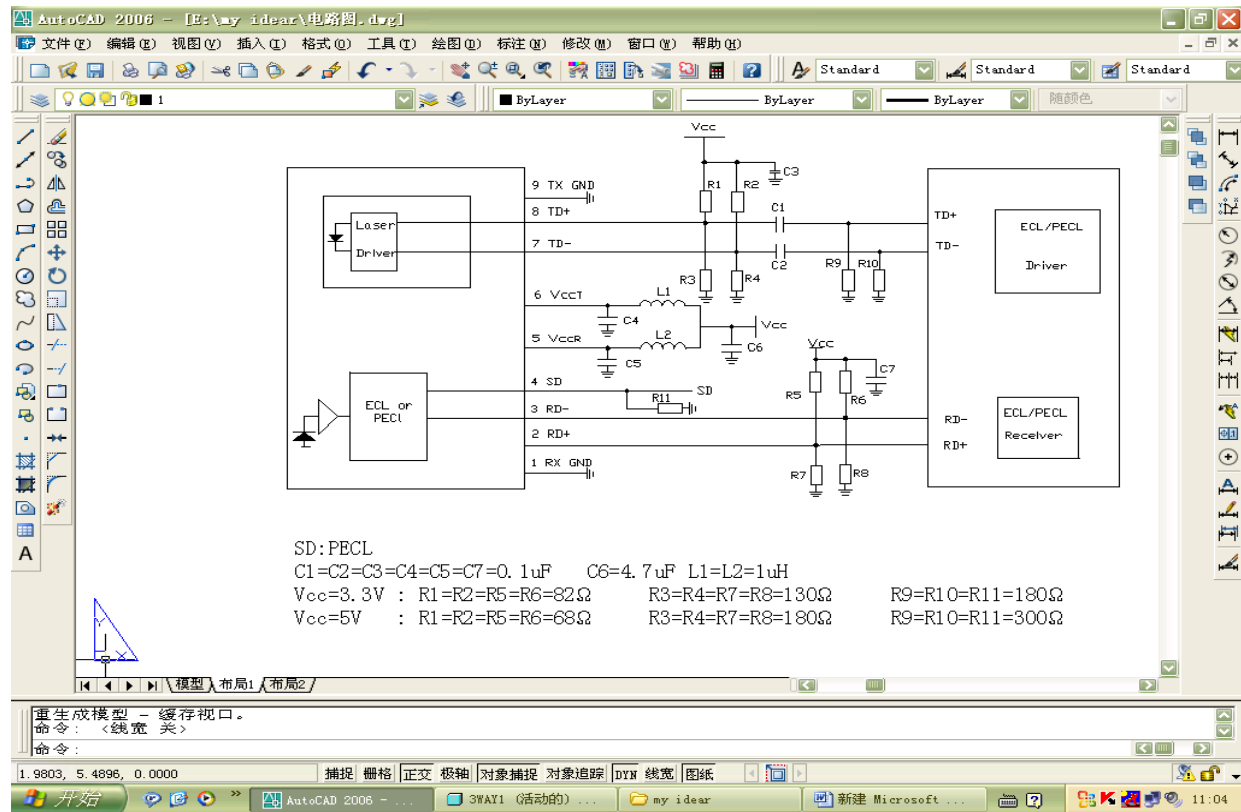 AutoCAD 2006 - [E:\my idear\电路图.dwg]
文件(F) 编辑(E) 视图(V) 插入(I) 格式(O) 工具(T) 绘图(D) 标注(N) 修改(M) 窗口(W) 帮助(H)
Standard Standard Standard
1 ByLayer ByLayer ByLayer 随颜色
Vcc
C3
R1 R2
9 TX GND
8 TD+
C1
TD+
Laser
Driver
ECL/PECL
Driver
7 TD-
TD-
C2
R9 R10
R3 R4
6 VccT
L1
C4
Vcc
5 VccR
L2
C6
Vcc
C5
C7
4 SD
SD
R11
R5
R6
ECL or
PECl
3 RD-
RD-
ECL/PECL
Recelver
2 RD+
RD+
1 RX GND
R7 R8
SD:PECL
C1=C2=C3=C4=C5=C7=0.1uF C6=4.7uF L1=L2=1uH
Vcc=3.3V : R1=R2=R5=R6=82Ω R3=R4=R7=R8=130Ω R9=R10=R11=180Ω
Vcc=5V : R1=R2=R5=R6=68Ω R3=R4=R7=R8=180Ω R9=R10=R11=300Ω
Y
X
模型 布局1 布局2
重生成模型 - 缓存视口。
命令: <线宽 关>
命令:
1.9803, 5.4896, 0.0000 捕捉 栅格 正交 极轴 对象捕捉 对象追踪 DYN 线宽 图纸
开始 AutoCAD 2006 - ... 3WAY1 (活动的) ... my idear 新建 Microsoft ... 11:04